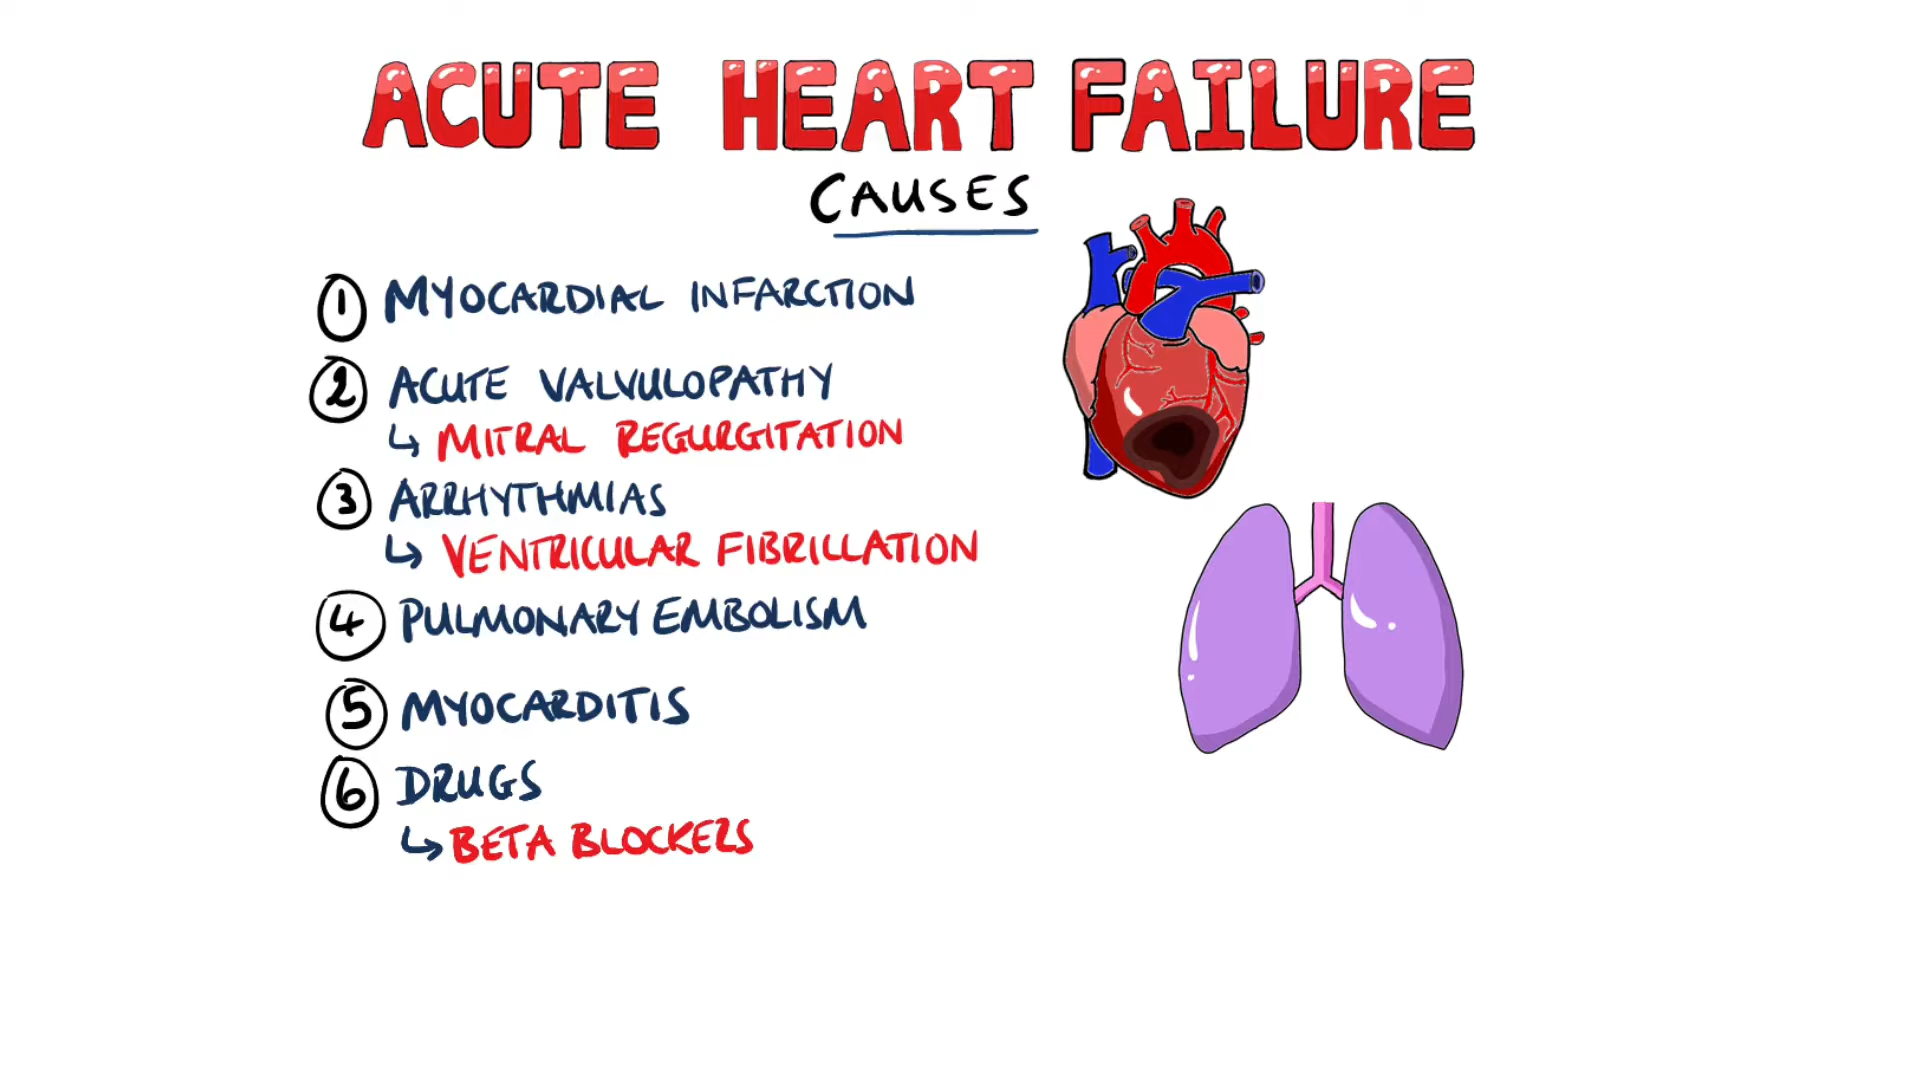 ACUTE HEART FAILURE
CAUSES
1 MYOCARDIAL INFARCTION
2 ACUTE VALVULOPATHY
↳ MITRAL REGURGITATION
3 ARRHYTHMIAS
↳ VENTRICULAR FIBRILLATION
4 PULMONARY EMBOLISM
5 MYOCARDITIS
6 DRUGS
↳ BETA BLOCKERS